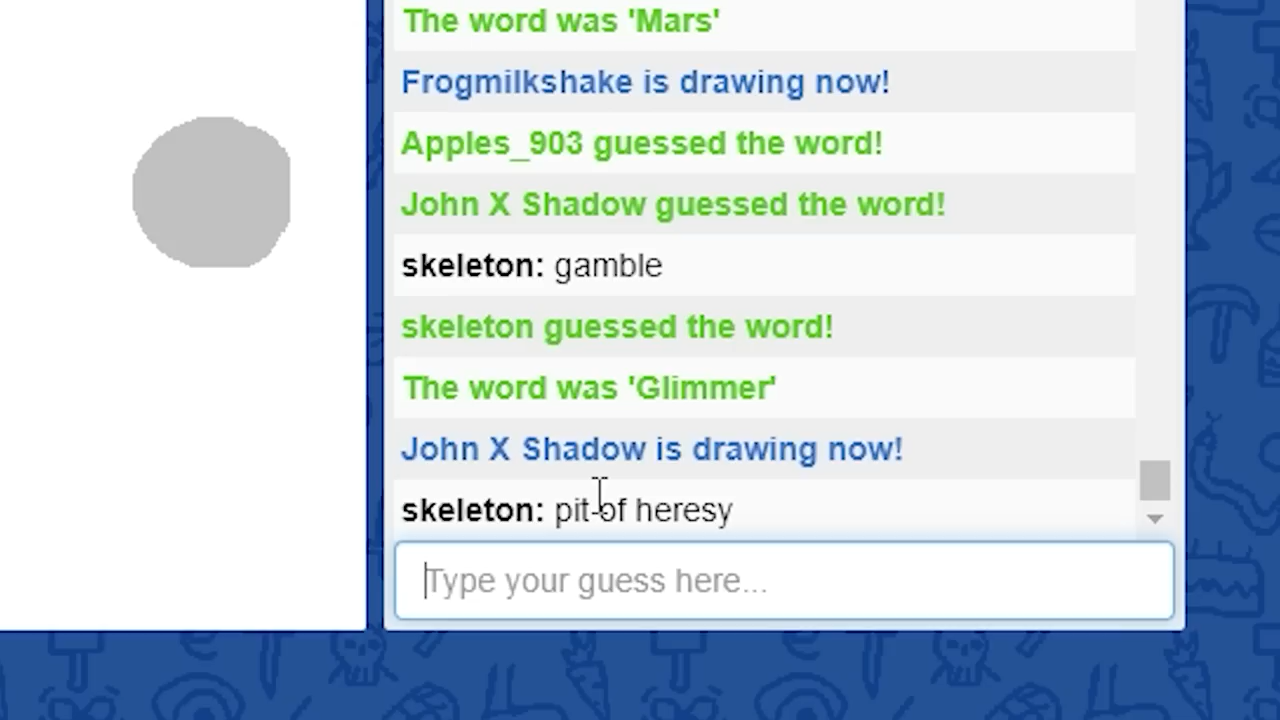 The word was 'Mars'
Frogmilkshake is drawing now!
Apples_903 guessed the word!
John X Shadow guessed the word!
skeleton: gamble
skeleton guessed the word!
The word was 'Glimmer'
John X Shadow is drawing now!
skeleton: pit of heresy
Type your guess here...